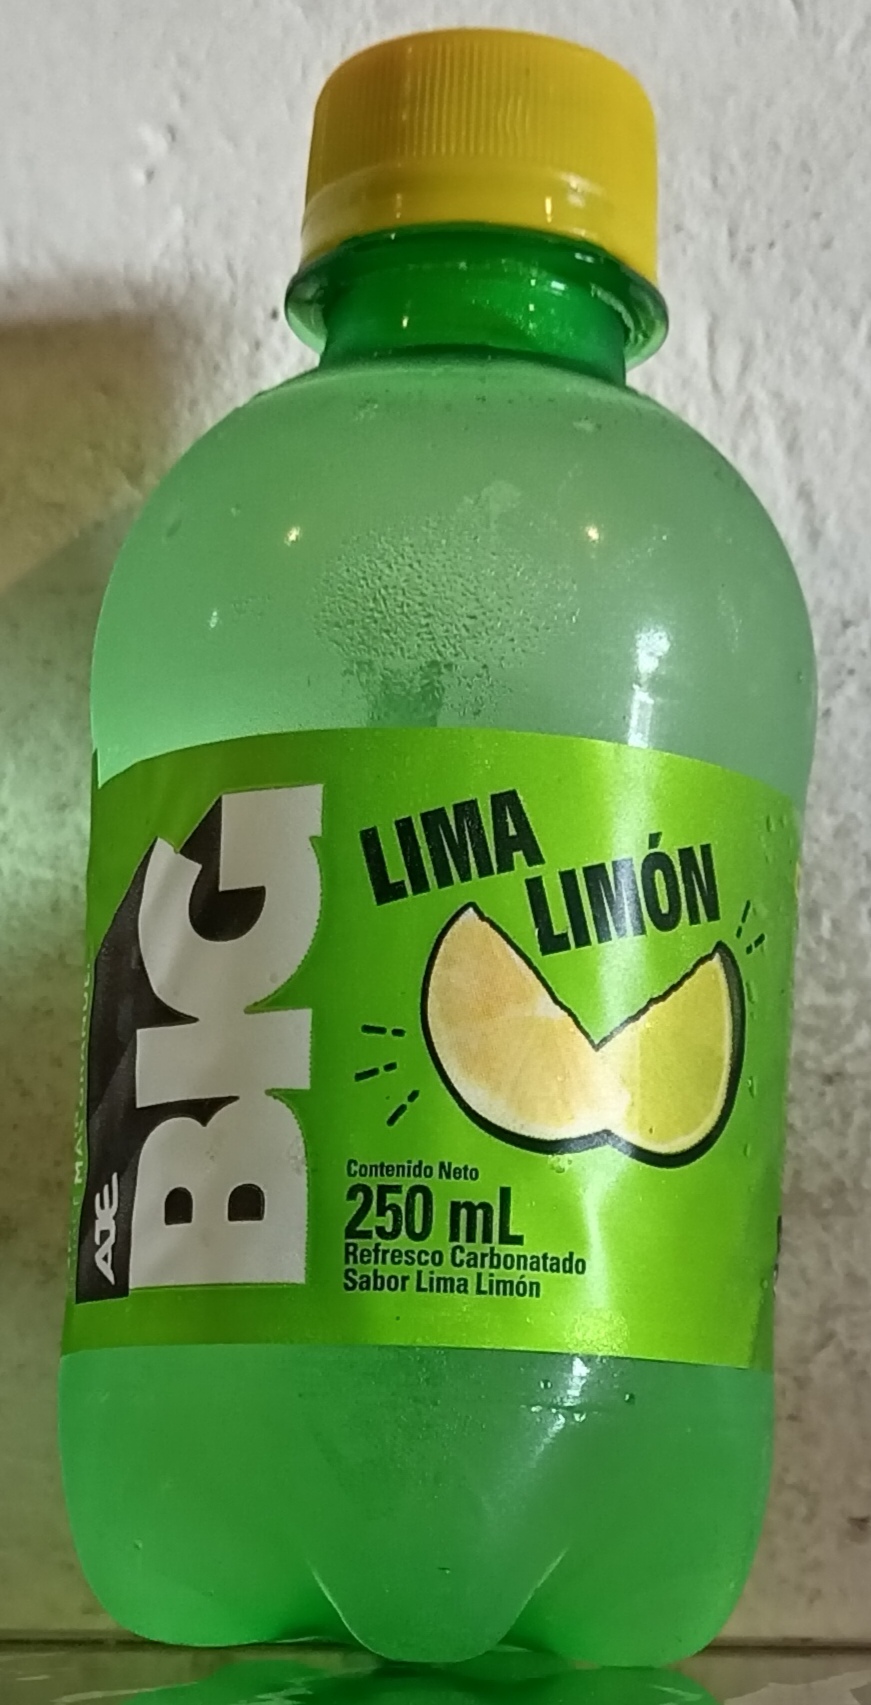 BIG
AJE
LIMA
LIMÓN
Contenido Neto
250 mL
Refresco Carbonatado
Sabor Lima Limón